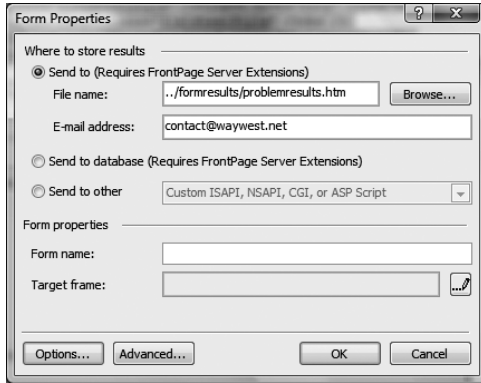 Form Properties
Where to store results
Send to (Requires FrontPage Server Extensions)
File name: ../formresults/problemresults.htm Browse...
E-mail address: contact@waywest.net
Send to database (Requires FrontPage Server Extensions)
Send to other Custom ISAPI, NSAPI, CGI, or ASP Script
Form properties
Form name:
Target frame:
Options... Advanced... OK Cancel